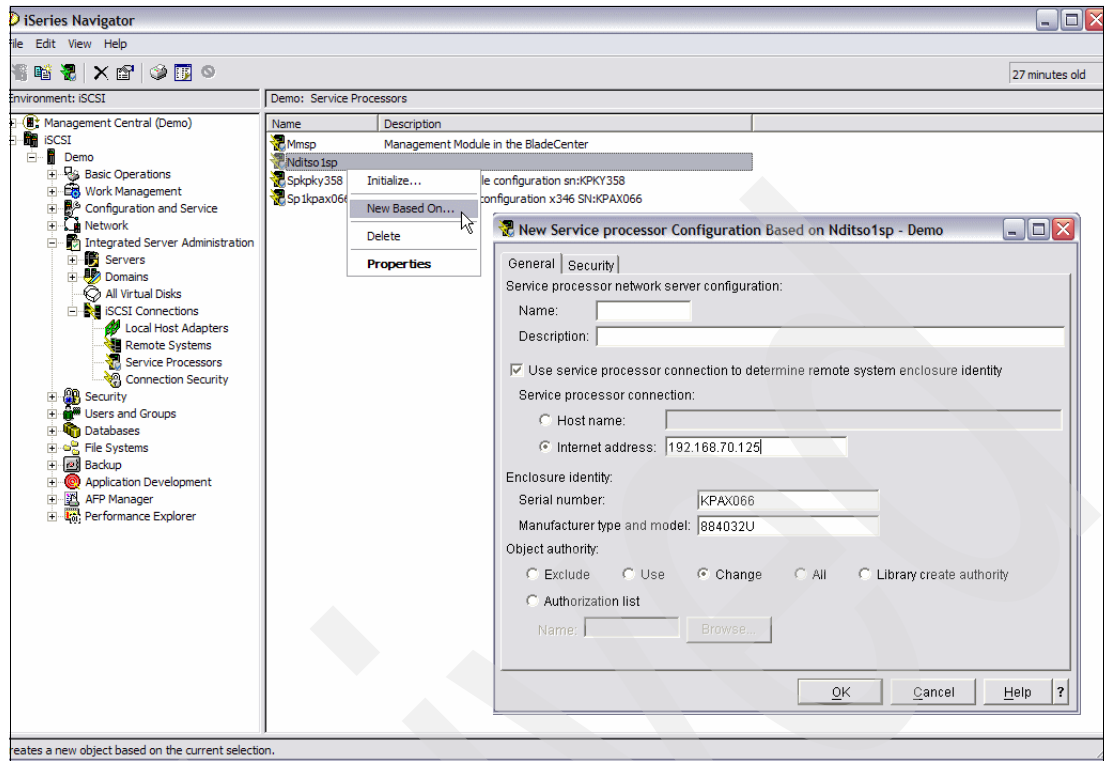 iSeries Navigator
File Edit View Help
27 minutes old
Environment: iSCSI
Demo: Service Processors
Management Central (Demo)
iSCSI
Demo
Basic Operations
Work Management
Configuration and Service
Network
Integrated Server Administration
Servers
Domains
All Virtual Disks
iSCSI Connections
Local Host Adapters
Remote Systems
Service Processors
Connection Security
Security
Users and Groups
Databases
File Systems
Backup
Application Development
AFP Manager
Performance Explorer
Name Description
Mmsp Management Module in the BladeCenter
Nditso1sp
Spkpky358 le configuration sn:KPKY358
Sp1kpax066 configuration x346 SN:KPAX066
Initialize...
New Based On...
Delete
Properties
New Service processor Configuration Based on Nditso1sp - Demo
General Security
Service processor network server configuration:
Name:
Description:
Use service processor connection to determine remote system enclosure identity
Service processor connection:
Host name:
Internet address: 192.168.70.125
Enclosure identity:
Serial number: KPAX066
Manufacturer type and model: 884032U
Object authority:
Exclude Use Change All Library create authority
Authorization list
Name: Browse...
OK Cancel Help ?
reates a new object based on the current selection.